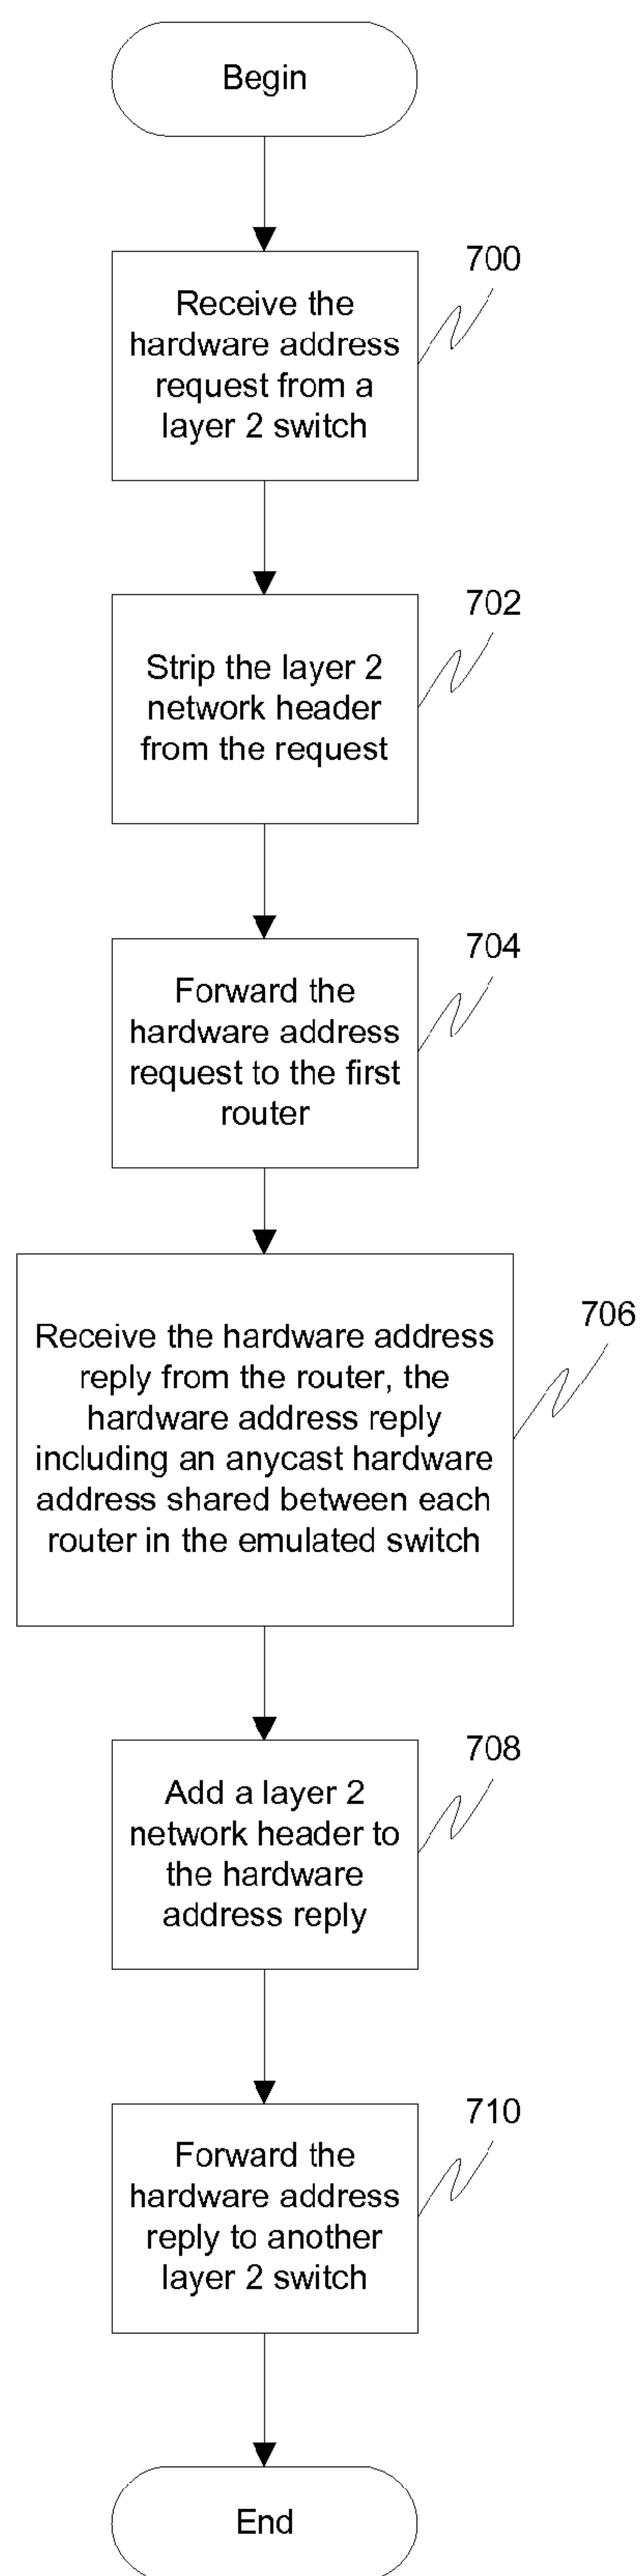 Begin
700
Receive the
hardware address
request from a
layer 2 switch
702
Strip the layer 2
network header
from the request
704
Forward the
hardware address
request to the first
router
706
Receive the hardware address
reply from the router, the
hardware address reply
including an anycast hardware
address shared between each
router in the emulated switch
708
Add a layer 2
network header to
the hardware
address reply
710
Forward the
hardware address
reply to another
layer 2 switch
End